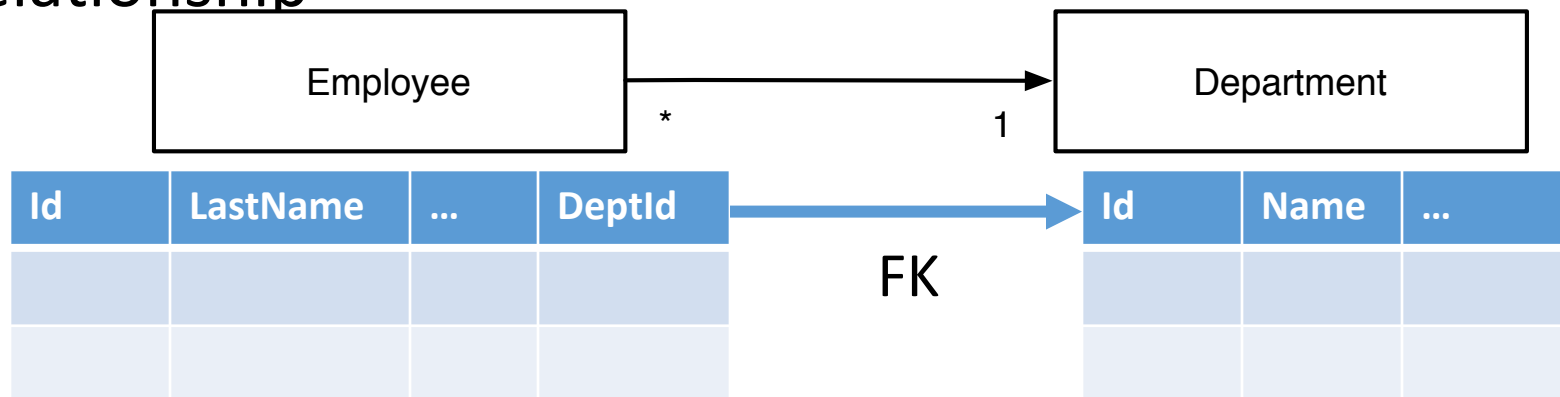 Employee
Department
* 1
Id LastName ... DeptId
Id Name ...
FK